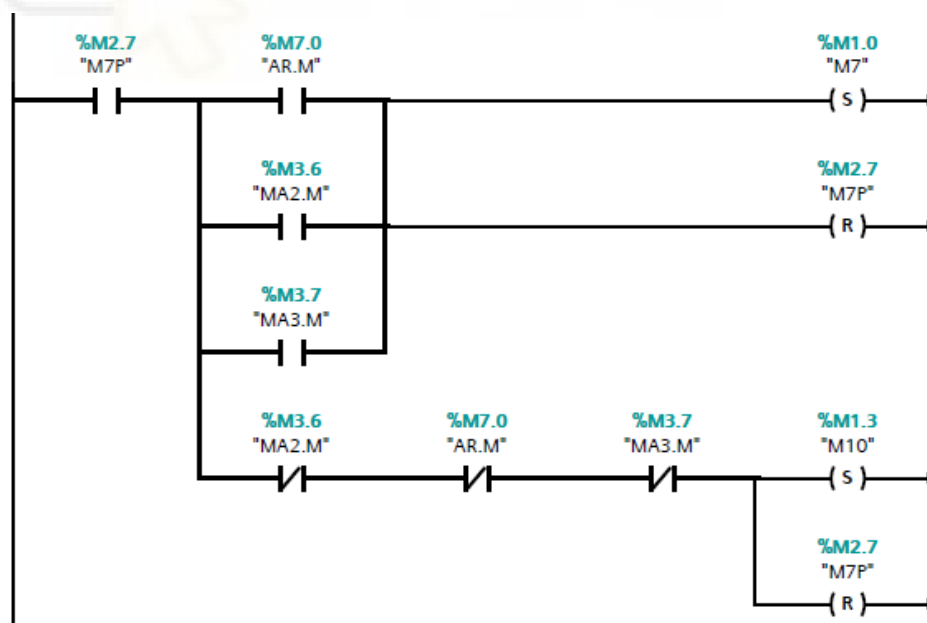 %M2.7
"M7P"
%M7.0
"AR.M"
%M1.0
"M7"
S
%M3.6
"MA2.M"
%M2.7
"M7P"
R
%M3.7
"MA3.M"
%M3.6
"MA2.M"
%M7.0
"AR.M"
%M3.7
"MA3.M"
%M1.3
"M10"
S
%M2.7
"M7P"
R